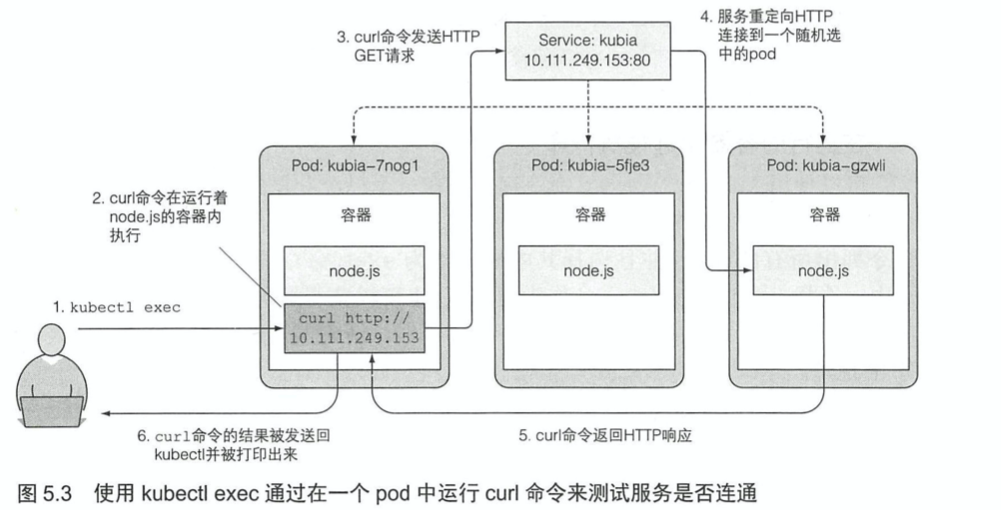 3. curl命令发送HTTP
GET请求
Service: kubia
10.111.249.153:80
4. 服务重定向HTTP
连接到一个随机选
中的pod
Pod: kubia-7nog1
Pod: kubia-5fje3
Pod: kubia-gzwli
2. curl命令在运行着
node.js的容器内
执行
容器
容器
容器
node.js
node.js
node.js
1. kubectl exec
curl http://
10.111.249.153
6. curl命令的结果被发送回
kubectl并被打印出来
5. curl命令返回HTTP响应
图 5.3 使用 kubectl exec 通过在一个 pod 中运行 curl 命令来测试服务是否连通